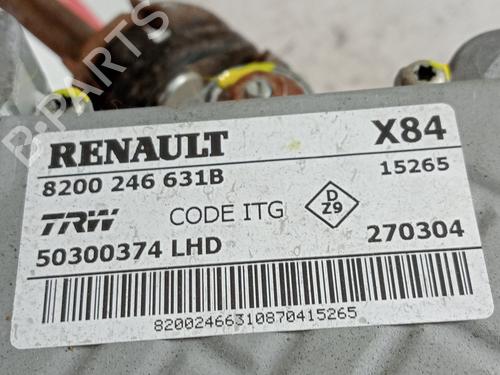 B-PARTS
RENAULT X84
8200 246 631B 15265
TRW CODE ITG D Z9
50300374 LHD 270304
82002466310870415265